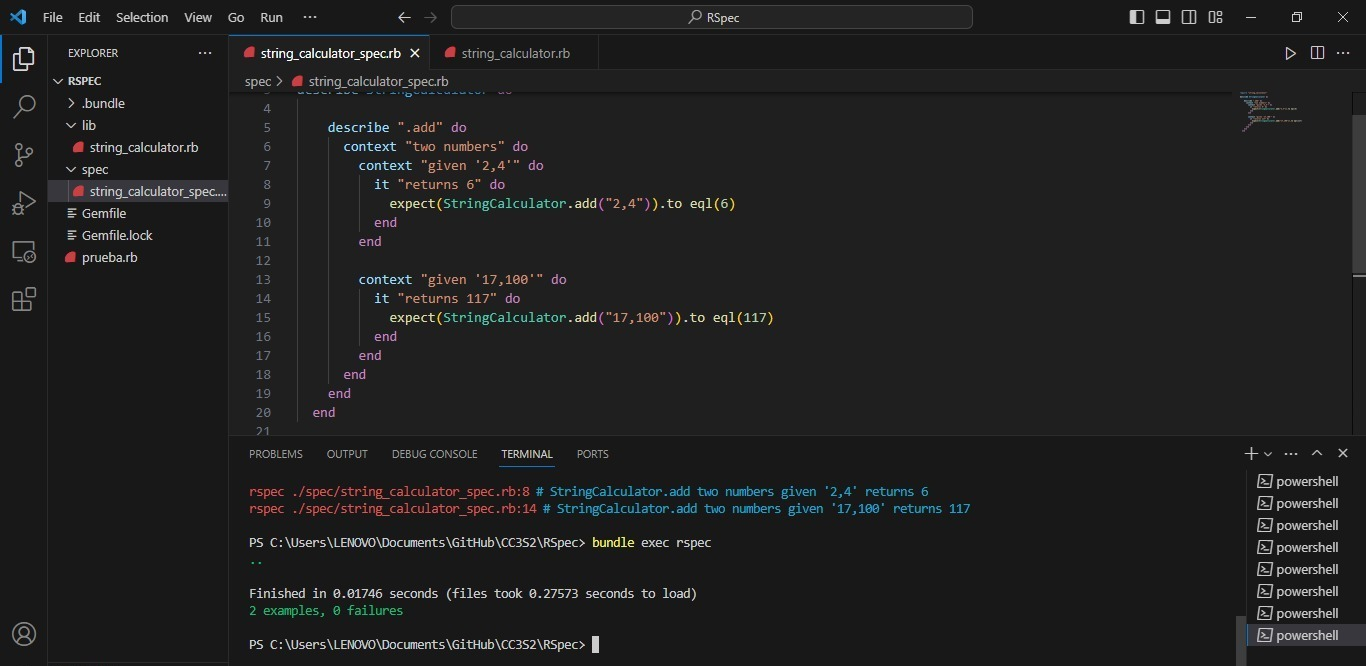 File Edit Selection View Go Run ···
RSpec
EXPLORER
RSPEC
.bundle
lib
string_calculator.rb
spec
string_calculator_spec....
Gemfile
Gemfile.lock
prueba.rb
string_calculator_spec.rb
string_calculator.rb
spec > string_calculator_spec.rb
3 describe StringCalculator do
4
5 describe ".add" do
6 context "two numbers" do
7 context "given '2,4'" do
8 it "returns 6" do
9 expect(StringCalculator.add("2,4")).to eql(6)
10 end
11 end
12
13 context "given '17,100'" do
14 it "returns 117" do
15 expect(StringCalculator.add("17,100")).to eql(117)
16 end
17 end
18 end
19 end
20 end
21
PROBLEMS OUTPUT DEBUG CONSOLE TERMINAL PORTS
rspec ./spec/string_calculator_spec.rb:8 # StringCalculator.add two numbers given '2,4' returns 6
rspec ./spec/string_calculator_spec.rb:14 # StringCalculator.add two numbers given '17,100' returns 117
PS C:\Users\LENOVO\Documents\GitHub\CC3S2\RSpec> bundle exec rspec
..
Finished in 0.01746 seconds (files took 0.27573 seconds to load)
2 examples, 0 failures
PS C:\Users\LENOVO\Documents\GitHub\CC3S2\RSpec>
powershell
powershell
powershell
powershell
powershell
powershell
powershell
powershell